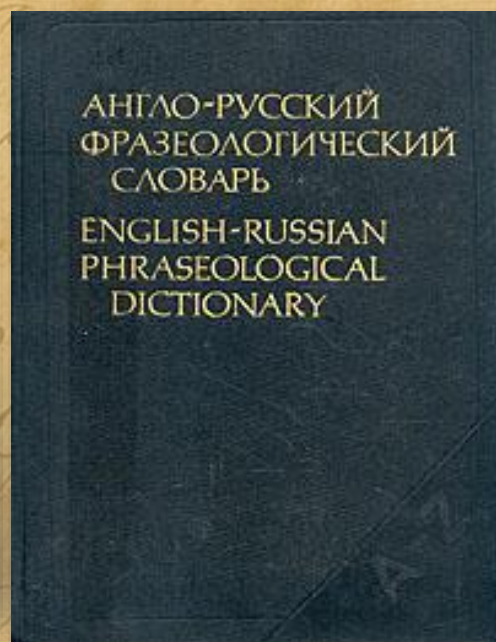 АНГЛО-РУССКИЙ
ФРАЗЕОЛОГИЧЕСКИЙ
СЛОВАРЬ
ENGLISH-RUSSIAN
PHRASEOLOGICAL
DICTIONARY